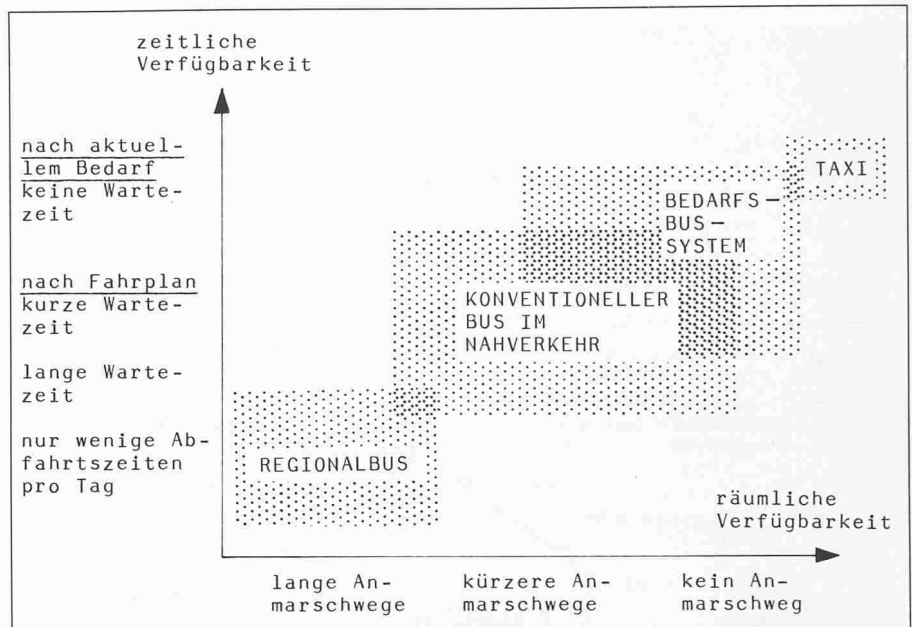 zeitliche
Verfügbarkeit
nach aktuel-
lem Bedarf
keine Warte-
zeit
nach Fahrplan
kurze Warte-
zeit
lange Warte-
zeit
nur wenige Ab-
fahrtszeiten
pro Tag
TAXI
BEDARFS-
BUS-
SYSTEM
KONVENTIONELLER
BUS IM
NAHVERKEHR
REGIONALBUS
räumliche
Verfügbarkeit
lange An-
marschwege
kürzere An-
marschwege
kein An-
marschweg